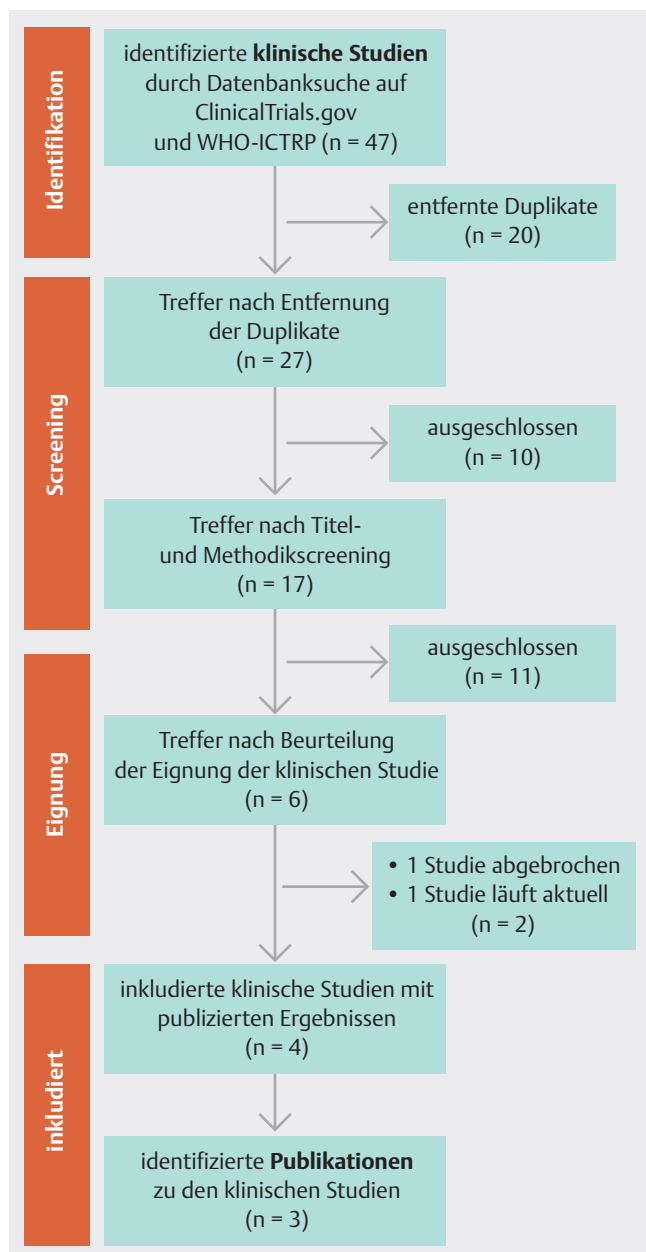 Identifikation
identifizierte klinische Studien
durch Datenbanksuche auf
ClinicalTrials.gov
und WHO-ICTRP (n = 47)
entfernte Duplikate
(n = 20)
Screening
Treffer nach Entfernung
der Duplikate
(n = 27)
ausgeschlossen
(n = 10)
Treffer nach Titel-
und Methodikscreening
(n = 17)
ausgeschlossen
(n = 11)
Eignung
Treffer nach Beurteilung
der Eignung der klinischen Studie
(n = 6)
• 1 Studie abgebrochen
• 1 Studie läuft aktuell
(n = 2)
inkludiert
inkludierte klinische Studien mit
publizierten Ergebnissen
(n = 4)
identifizierte Publikationen
zu den klinischen Studien
(n = 3)